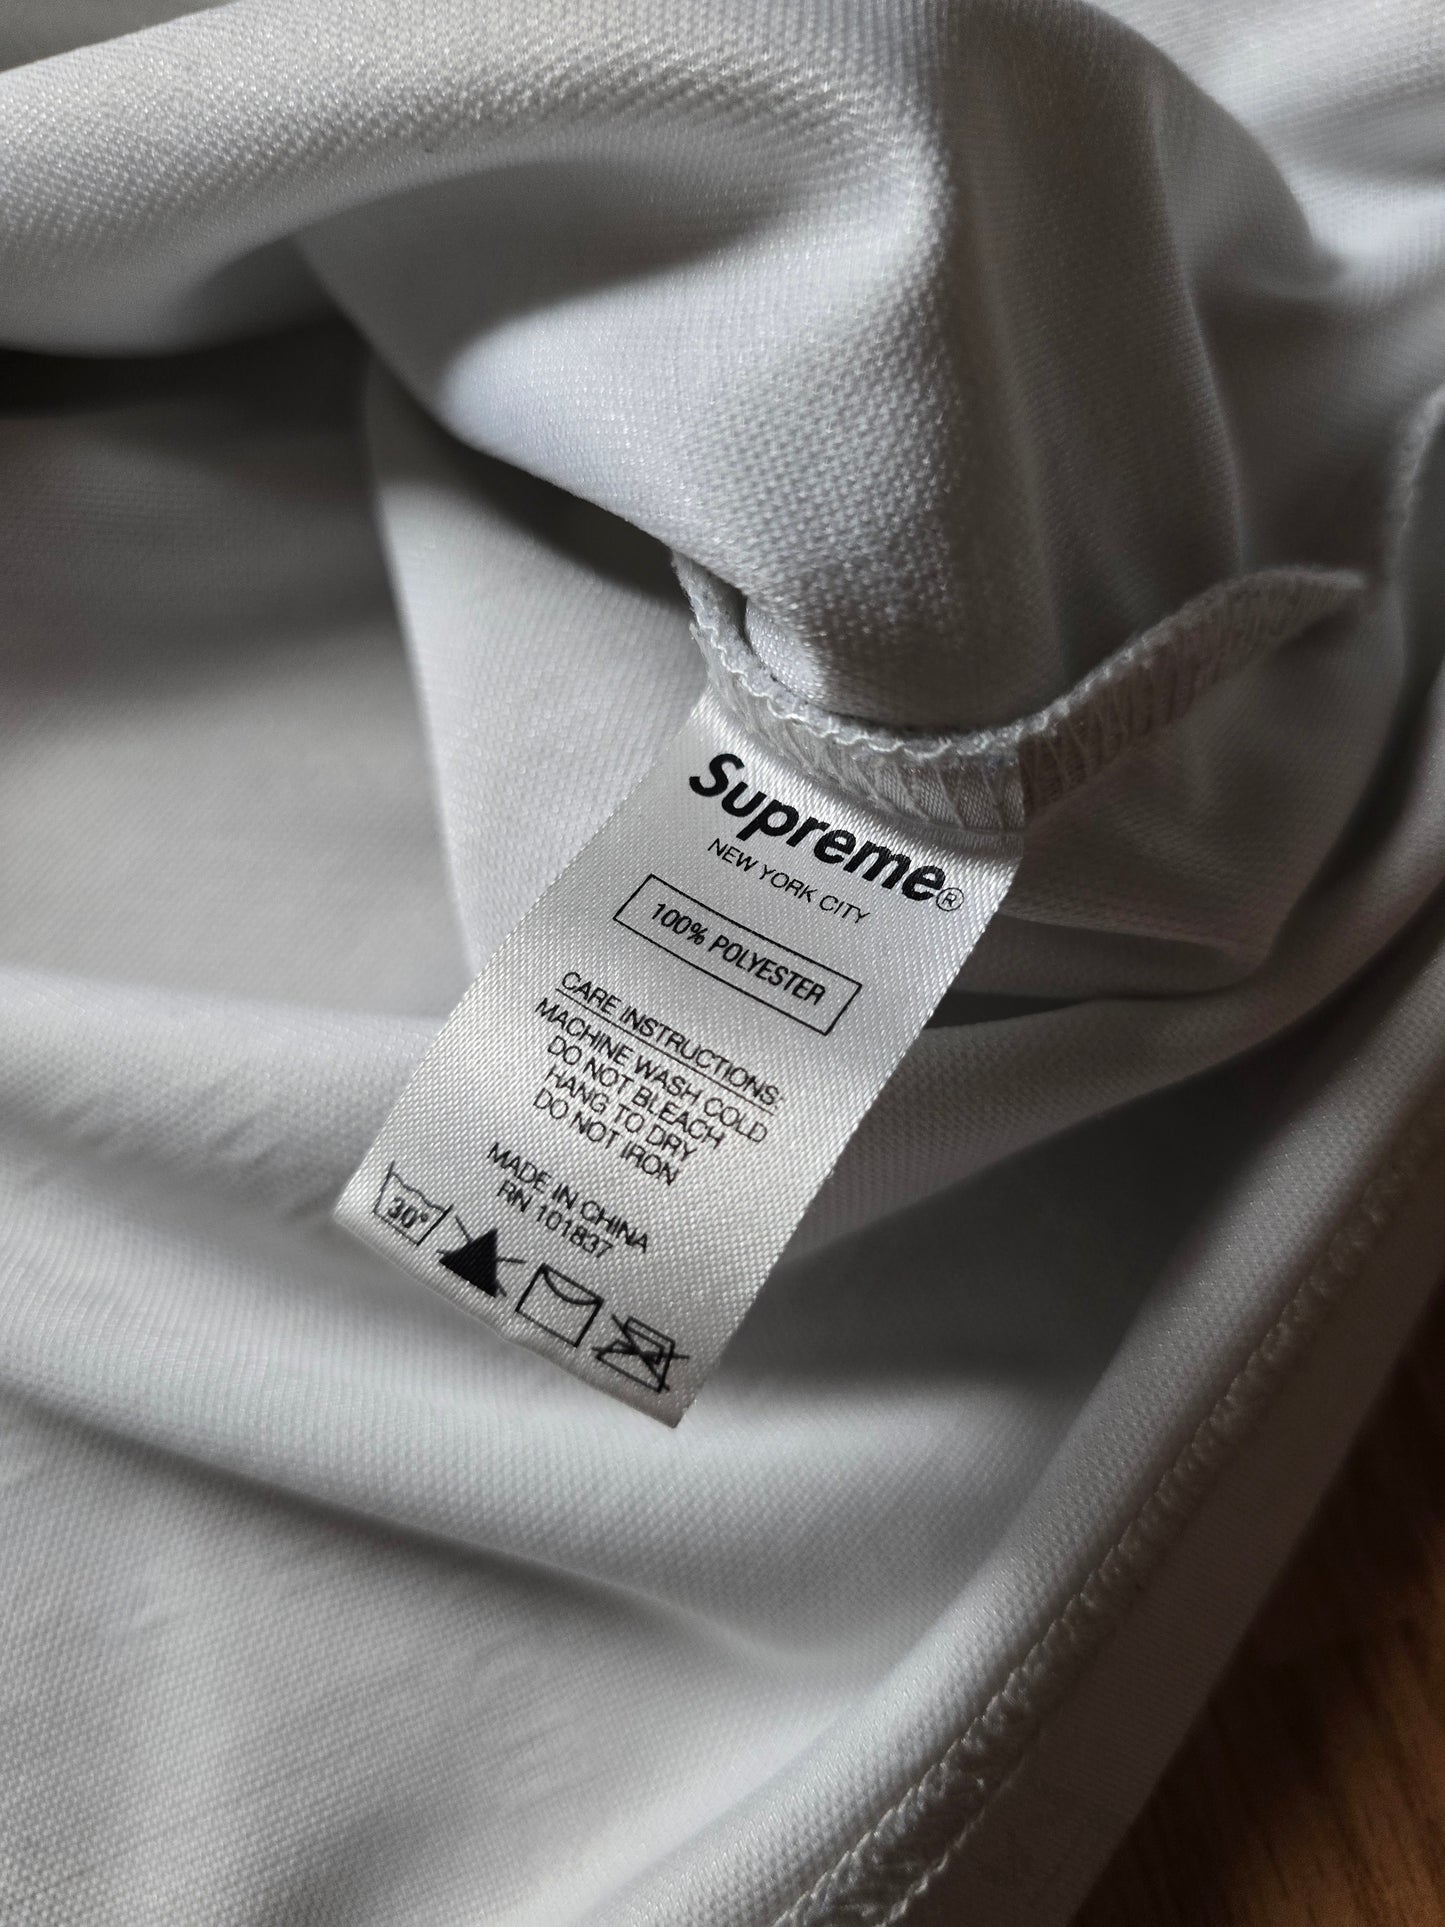 Supreme®
NEW YORK CITY
100% POLYESTER
CARE INSTRUCTIONS:
MACHINE WASH COLD
DO NOT BLEACH
HANG TO DRY
DO NOT IRON
MADE IN CHINA
RN 101837
30°